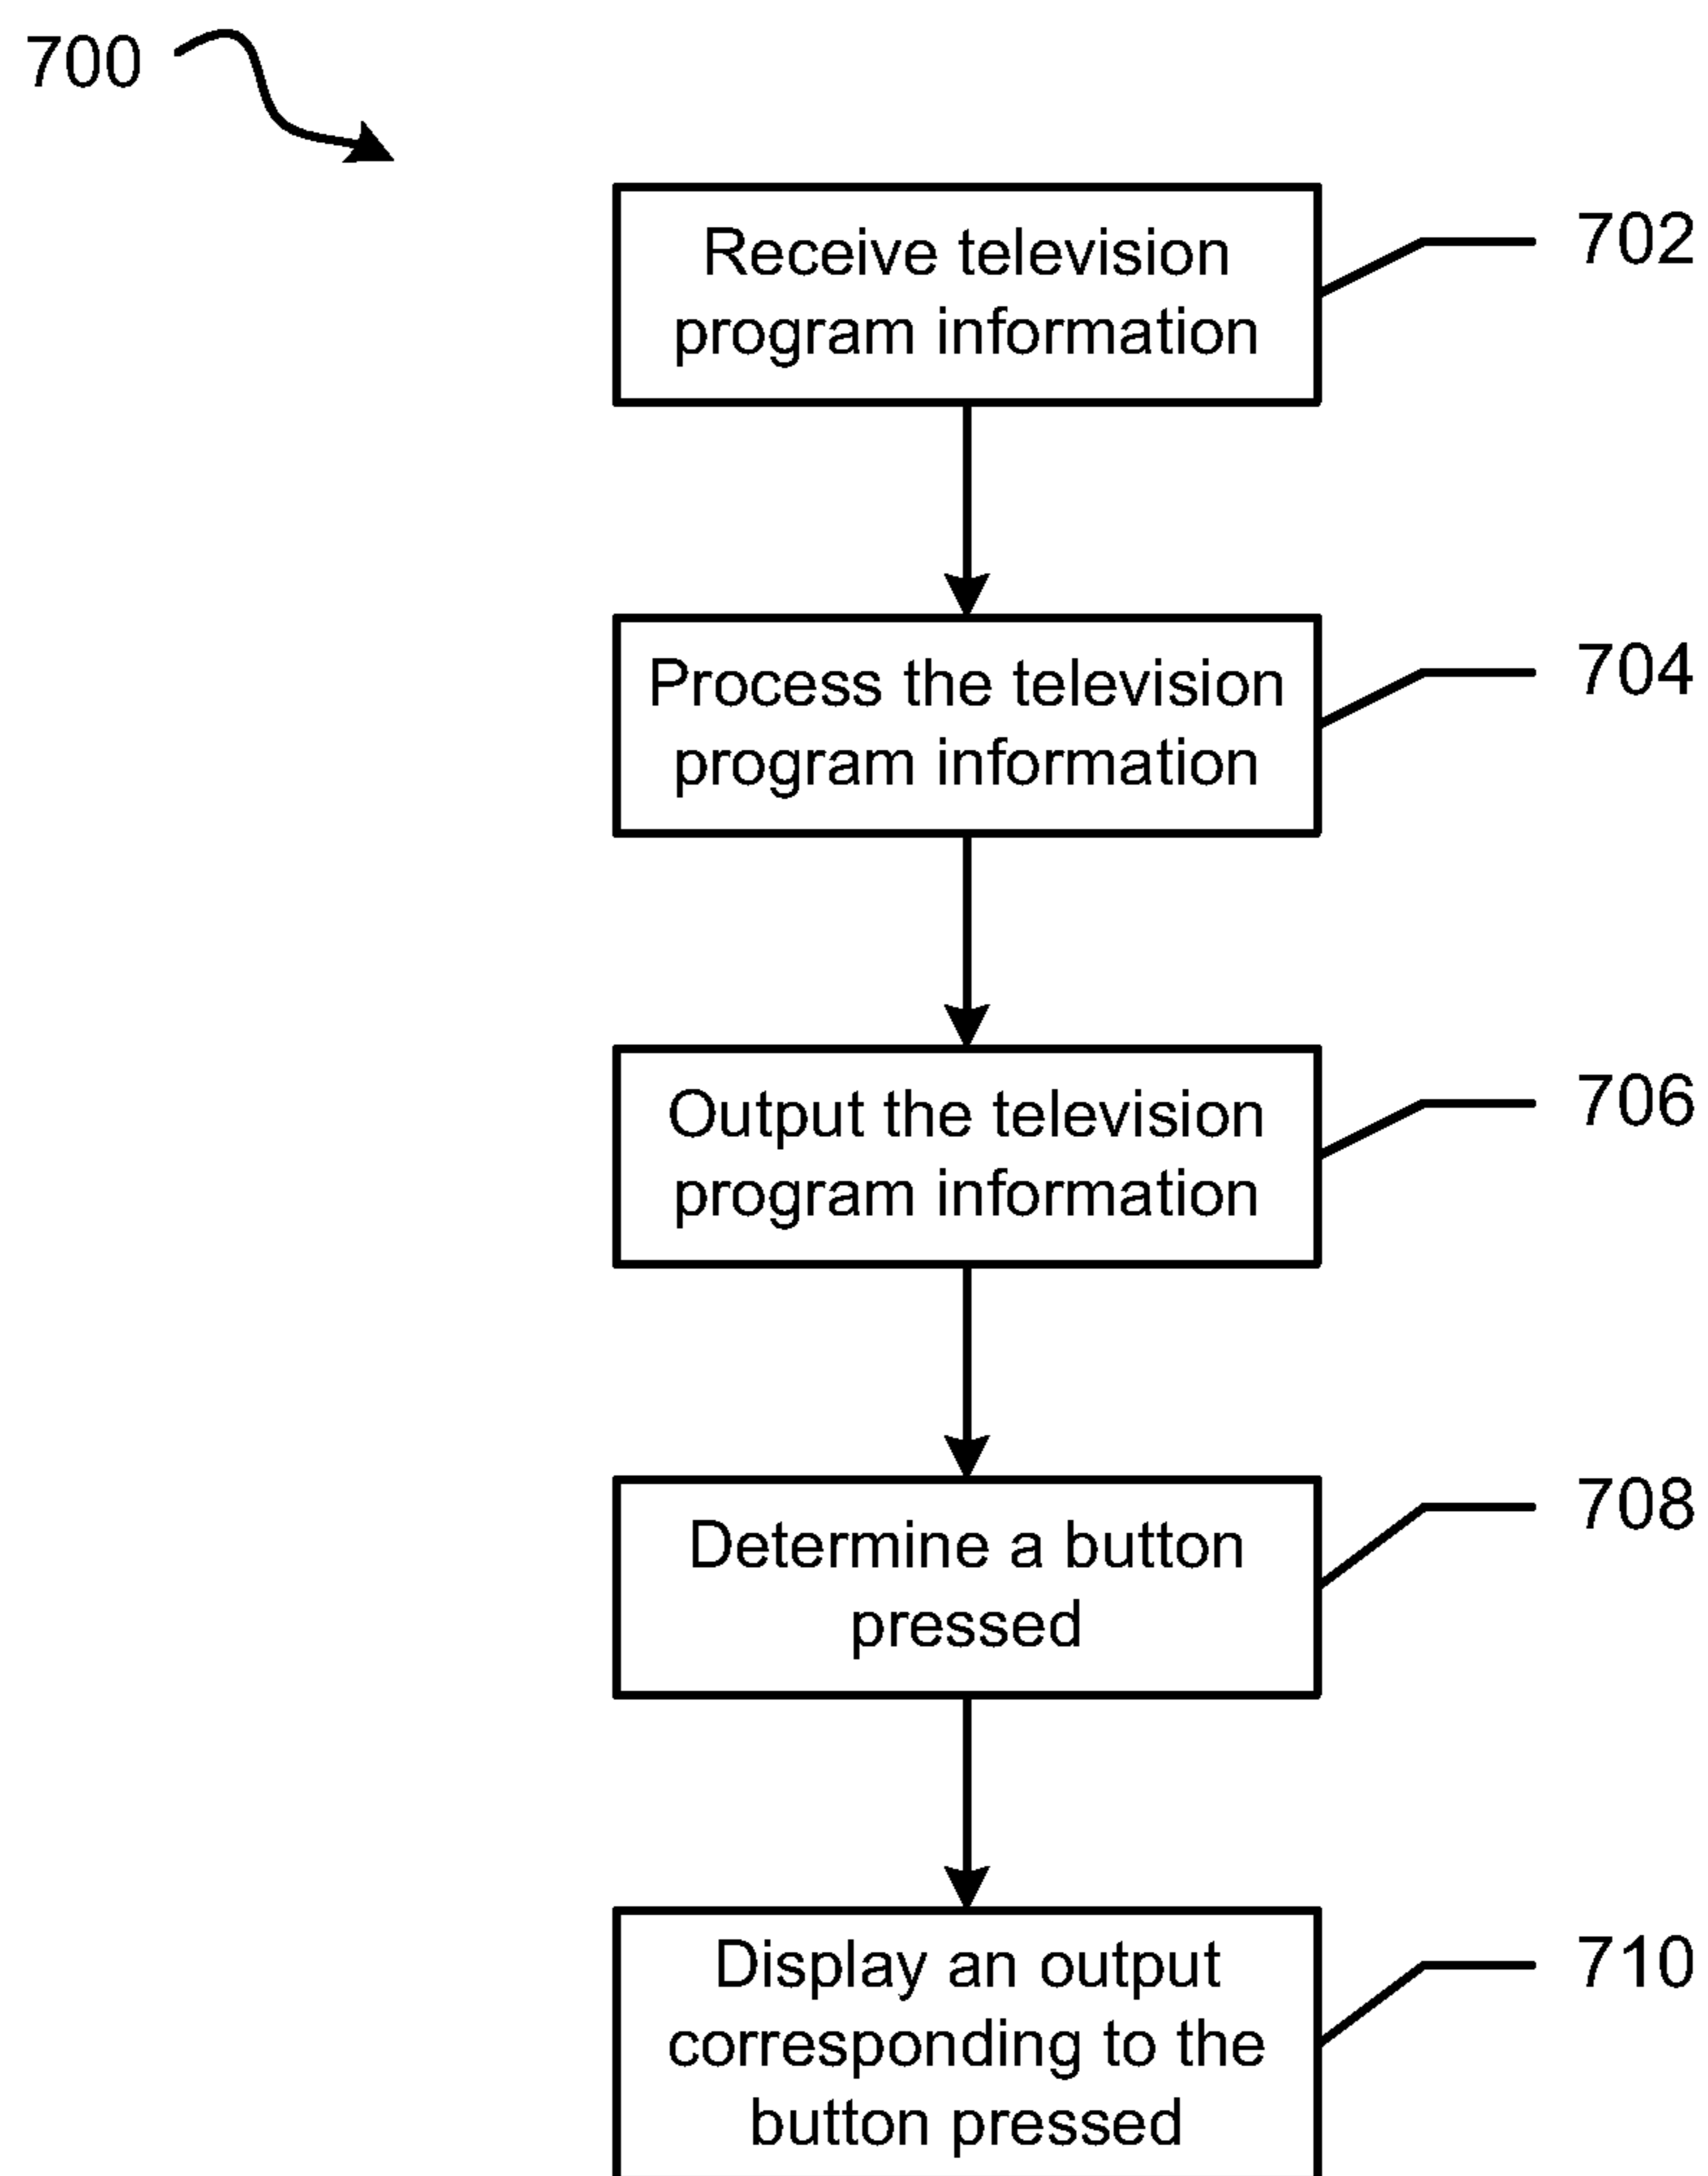 700
Receive television
program information
702
Process the television
program information
704
Output the television
program information
706
Determine a button
pressed
708
Display an output
corresponding to the
button pressed
710